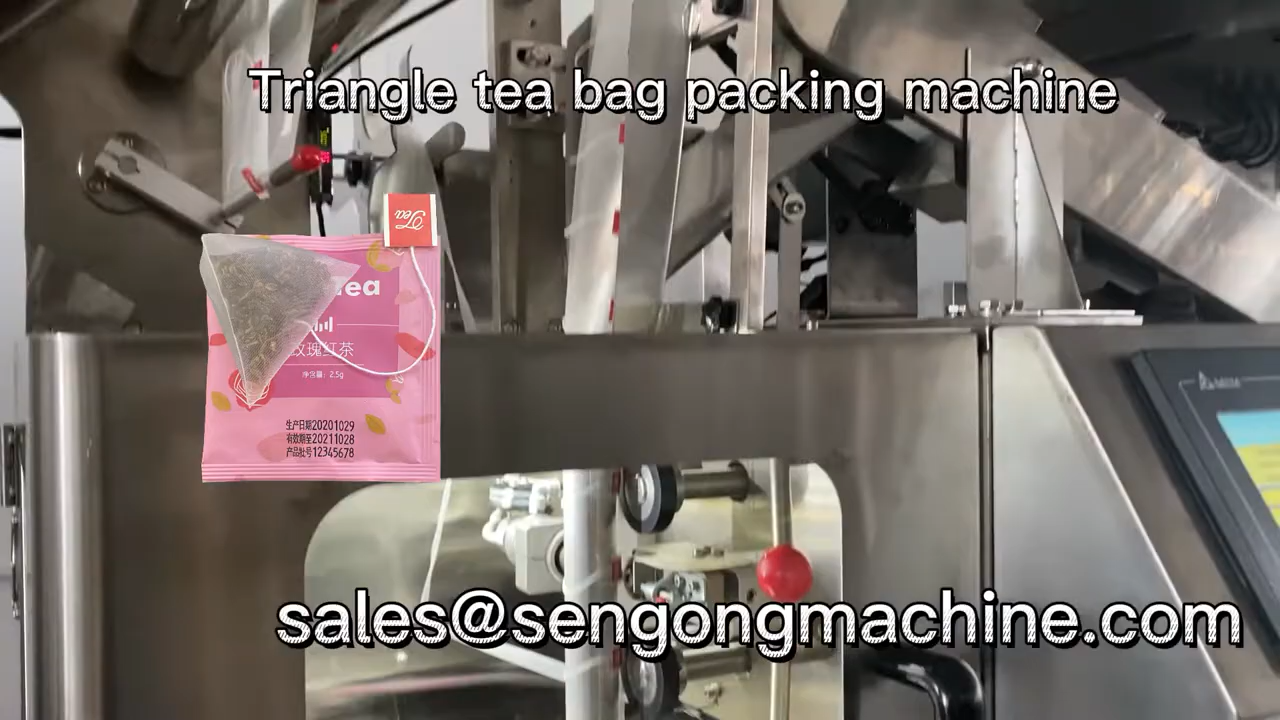 Triangle tea bag packing machine
Tea
ea
玫瑰红茶
净含量：2.5g
生产日期20201029
有效期至20211028
产品批号12345678
sales@sengongmachine.com